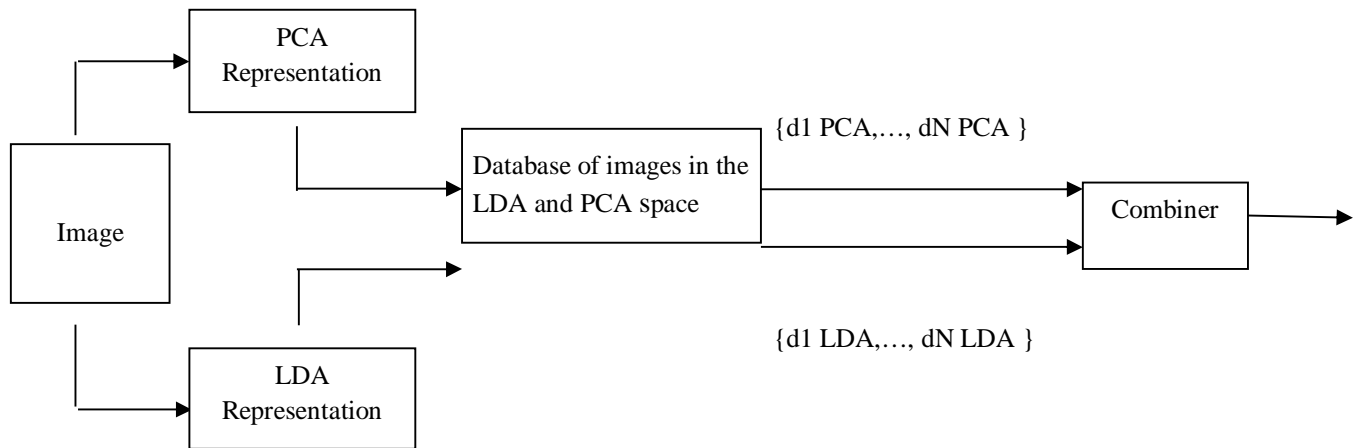 PCA
Representation
{d1 PCA,…, dN PCA }
Database of images in the
LDA and PCA space
Image
Combiner
{d1 LDA,…, dN LDA }
LDA
Representation